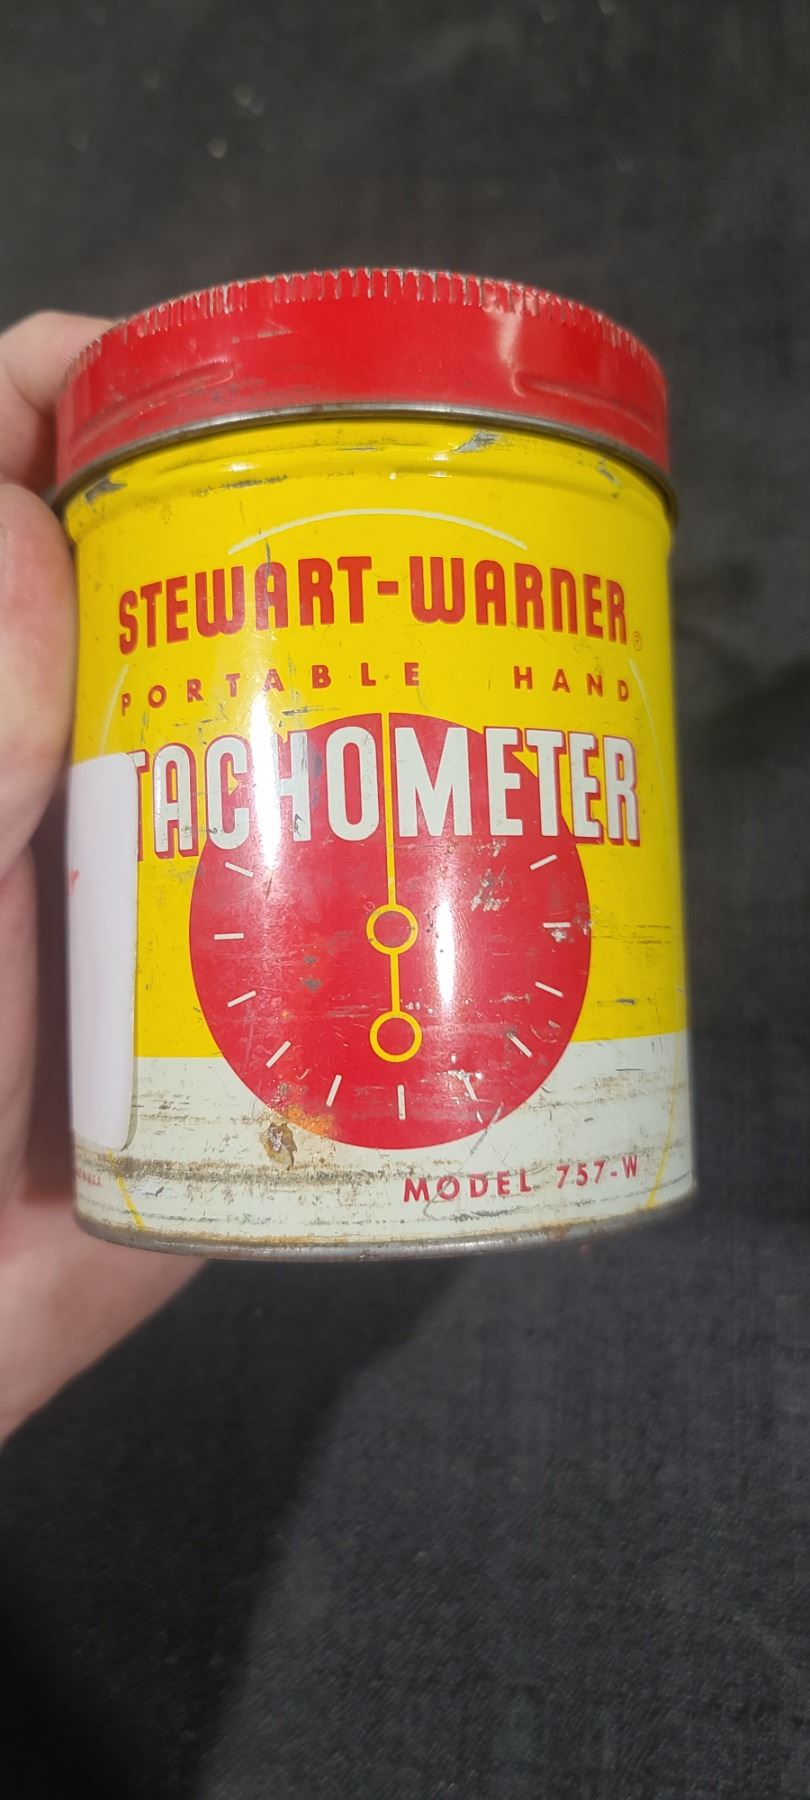 STEWART-WARNER®
PORTABLE HAND
TACHOMETER
MODEL 757-W